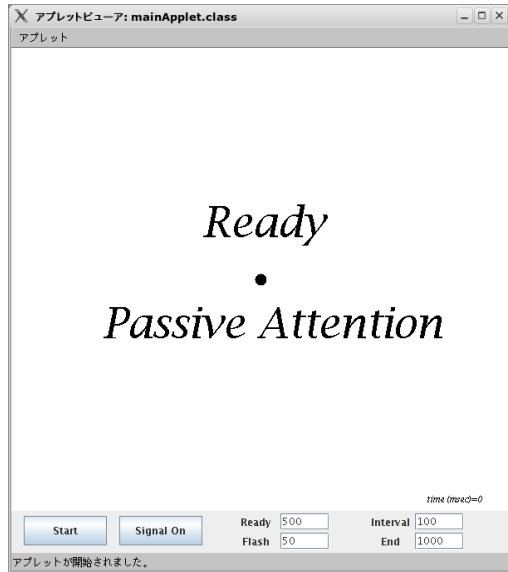 アプレットビューア: mainApplet.class
アプレット
Ready
Passive Attention
time (msec)=0
Start Signal On Ready 500 Interval 100
Flash 50 End 1000
アプレットが開始されました。